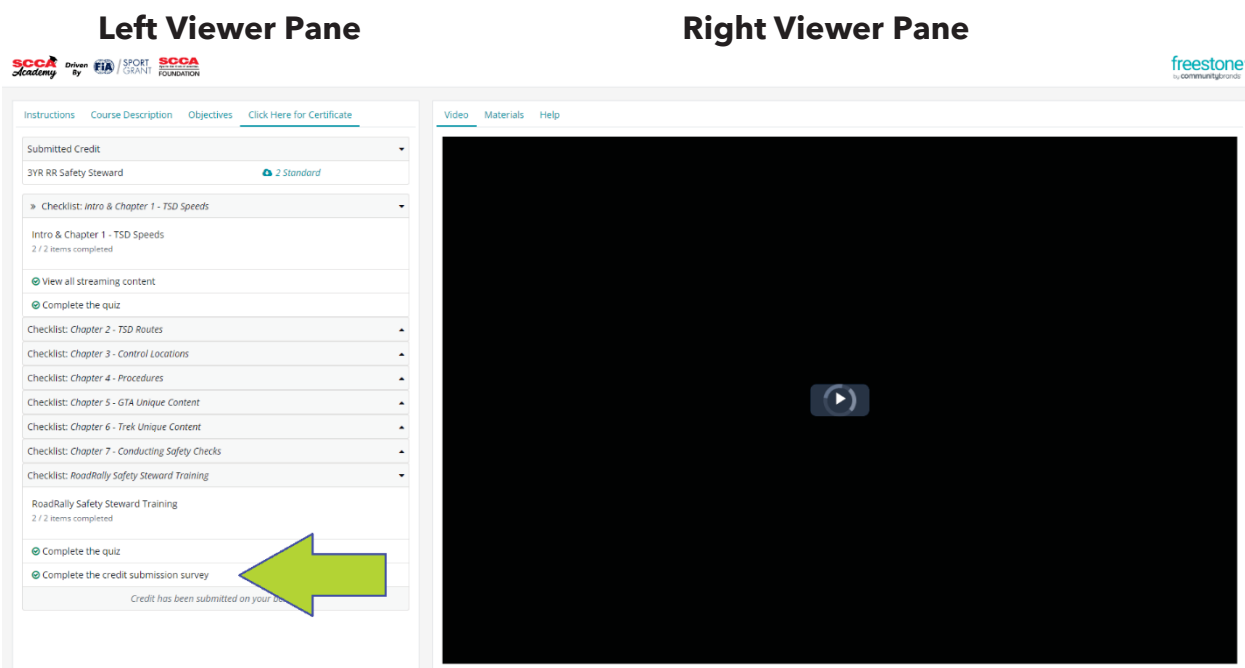 Left Viewer Pane
Right Viewer Pane
SCCA Academy Driven By FIA / SPORT GRANT SCCA FOUNDATION
freestone
by communitybrands
Instructions Course Description Objectives Click Here for Certificate
Submitted Credit
3YR RR Safety Steward 2 Standard
» Checklist: Intro & Chapter 1 - TSD Speeds
Intro & Chapter 1 - TSD Speeds
2 / 2 items completed
View all streaming content
Complete the quiz
Checklist: Chapter 2 - TSD Routes
Checklist: Chapter 3 - Control Locations
Checklist: Chapter 4 - Procedures
Checklist: Chapter 5 - GTA Unique Content
Checklist: Chapter 6 - Trek Unique Content
Checklist: Chapter 7 - Conducting Safety Checks
Checklist: RoadRally Safety Steward Training
RoadRally Safety Steward Training
2 / 2 items completed
Complete the quiz
Complete the credit submission survey
Credit has been submitted on your
Video Materials Help